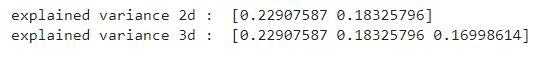 explained variance 2d :  [0.22907587 0.18325796]
explained variance 3d :  [0.22907587 0.18325796 0.16998614]